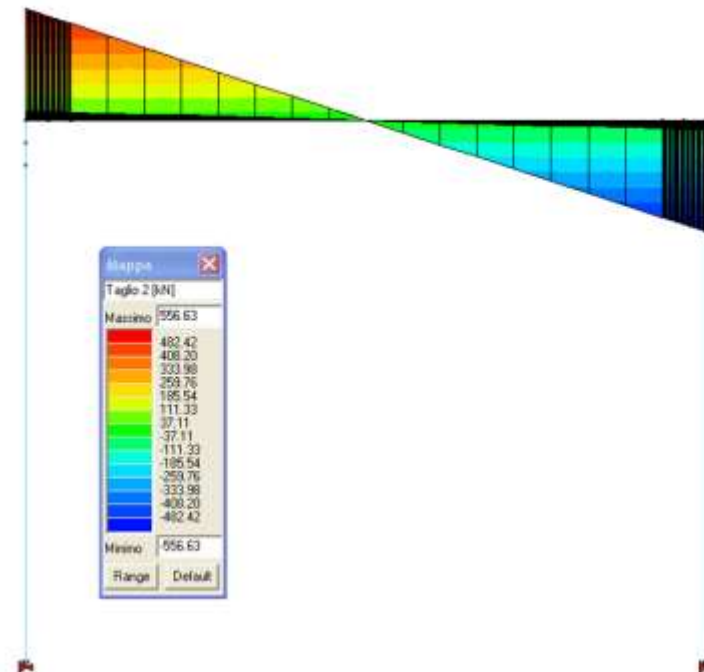 Mappa
Taglio 2 [kN]
Massimo 556.63
482.42
408.20
333.98
259.76
185.54
111.33
37.11
-37.11
-111.33
-185.54
-259.76
-333.98
-408.20
-482.42
Minimo -556.63
Range Default